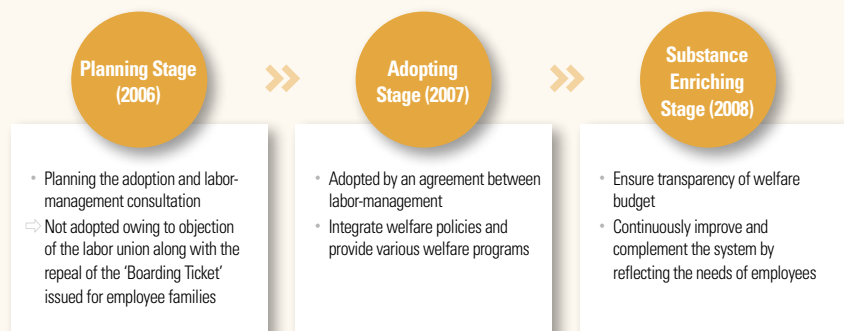 Planning Stage
(2006)
• Planning the adoption and labor-
management consultation
⇨ Not adopted owing to objection
of the labor union along with the
repeal of the 'Boarding Ticket'
issued for employee families
Adopting
Stage (2007)
• Adopted by an agreement between
labor-management
• Integrate welfare policies and
provide various welfare programs
Substance
Enriching
Stage (2008)
• Ensure transparency of welfare
budget
• Continuously improve and
complement the system by
reflecting the needs of employees